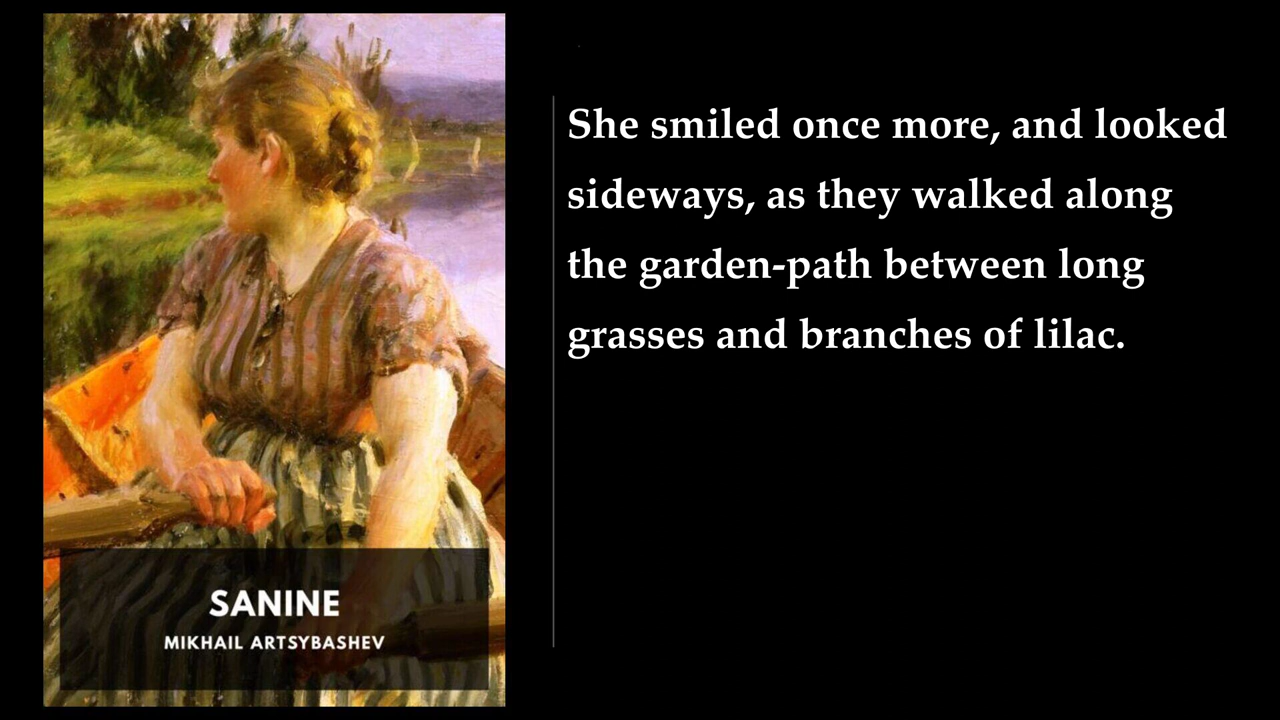 SANINE
MIKHAIL ARTSYBASHEV
She smiled once more, and looked
sideways, as they walked along
the garden-path between long
grasses and branches of lilac.